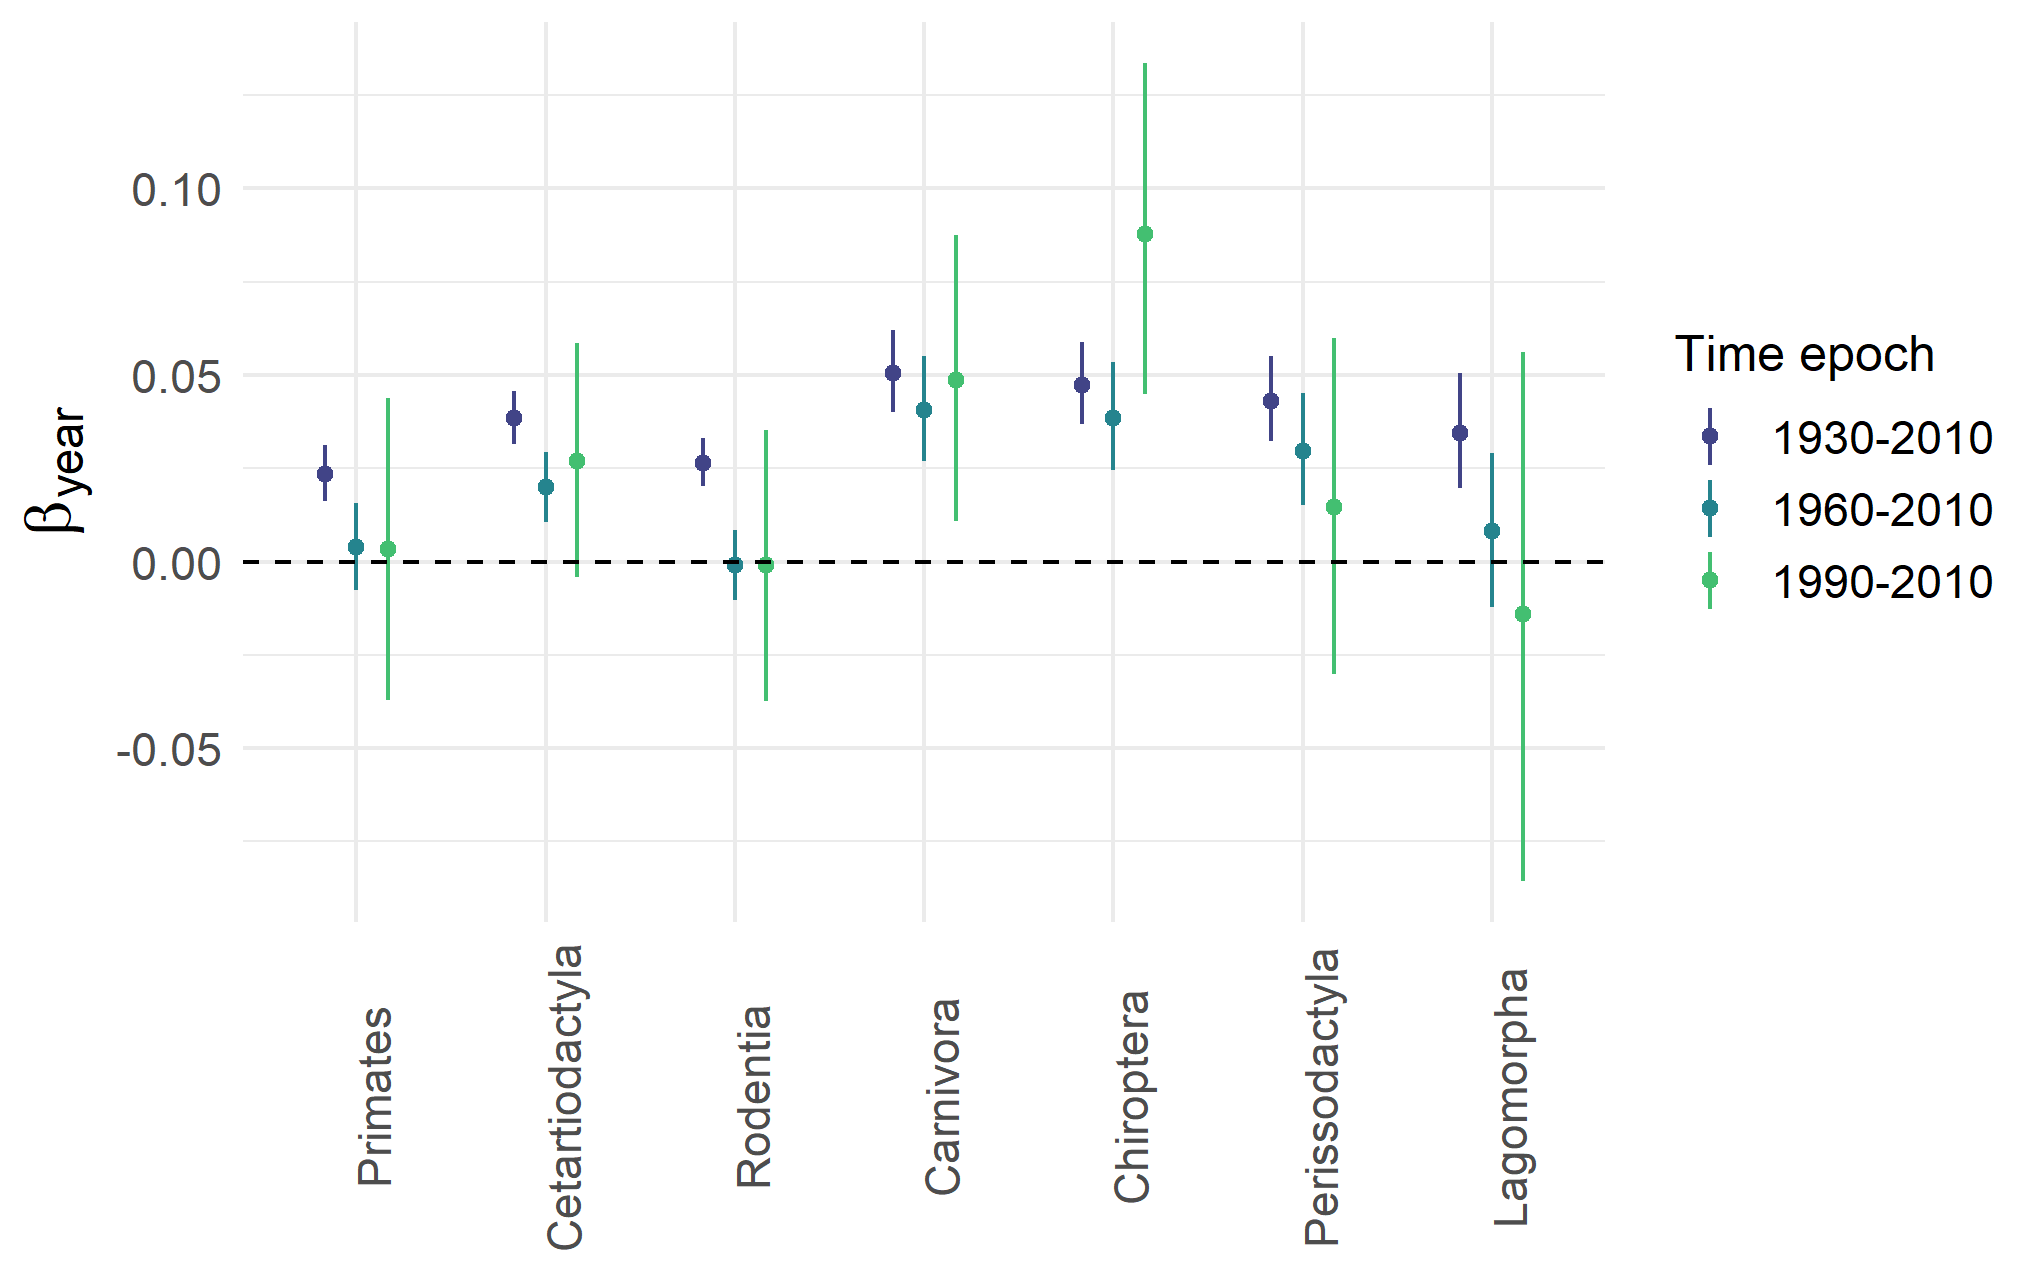 0.10
0.05
0.00
-0.05
βyear
Primates
Cetartiodactyla
Rodentia
Carnivora
Chiroptera
Perissodactyla
Lagomorpha
Time epoch
1930-2010
1960-2010
1990-2010